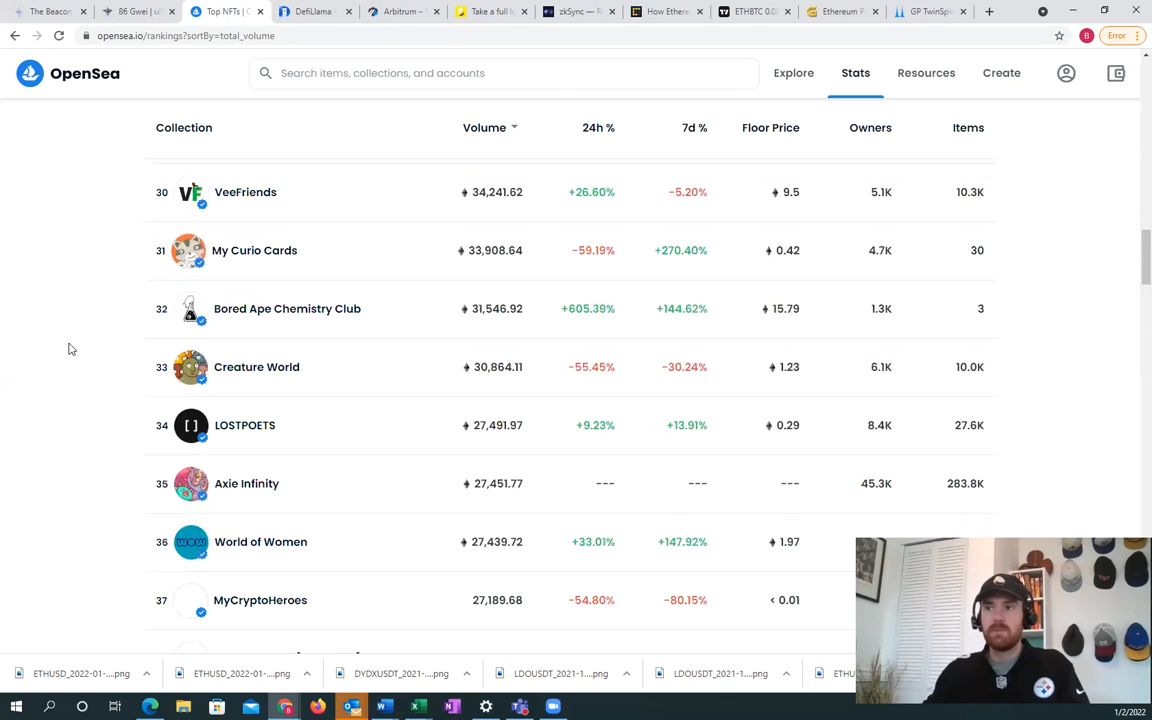 The Beacon
86 Gwei | ul
Top NFTs |
DefiLlama -
Arbitrum – S
Take a full l
zkSync — R
How Ethere
ETHBTC 0.0
Ethereum P
GP TwinSpi
opensea.io/rankings?sortBy=total_volume
B
Error
OpenSea
Search items, collections, and accounts
Explore
Stats
Resources
Create
Collection Volume 24h % 7d % Floor Price Owners Items
30 VeeFriends 34,241.62 +26.60% -5.20% 9.5 5.1K 10.3K
31 My Curio Cards 33,908.64 -59.19% +270.40% 0.42 4.7K 30
32 Bored Ape Chemistry Club 31,546.92 +605.39% +144.62% 15.79 1.3K 3
33 Creature World 30,864.11 -55.45% -30.24% 1.23 6.1K 10.0K
34 LOSTPOETS 27,491.97 +9.23% +13.91% 0.29 8.4K 27.6K
35 Axie Infinity 27,451.77 --- --- --- 45.3K 283.8K
36 World of Women 27,439.72 +33.01% +147.92% 1.97
37 MyCryptoHeroes 27,189.68 -54.80% -80.15% < 0.01
ETHUSD_2022-01-....png
ETHUSD_2022-01-....png
DYDXUSDT_2021-....png
LDOUSDT_2021-1....png
LDOUSDT_2021-1....png
ETHU
1/2/2022